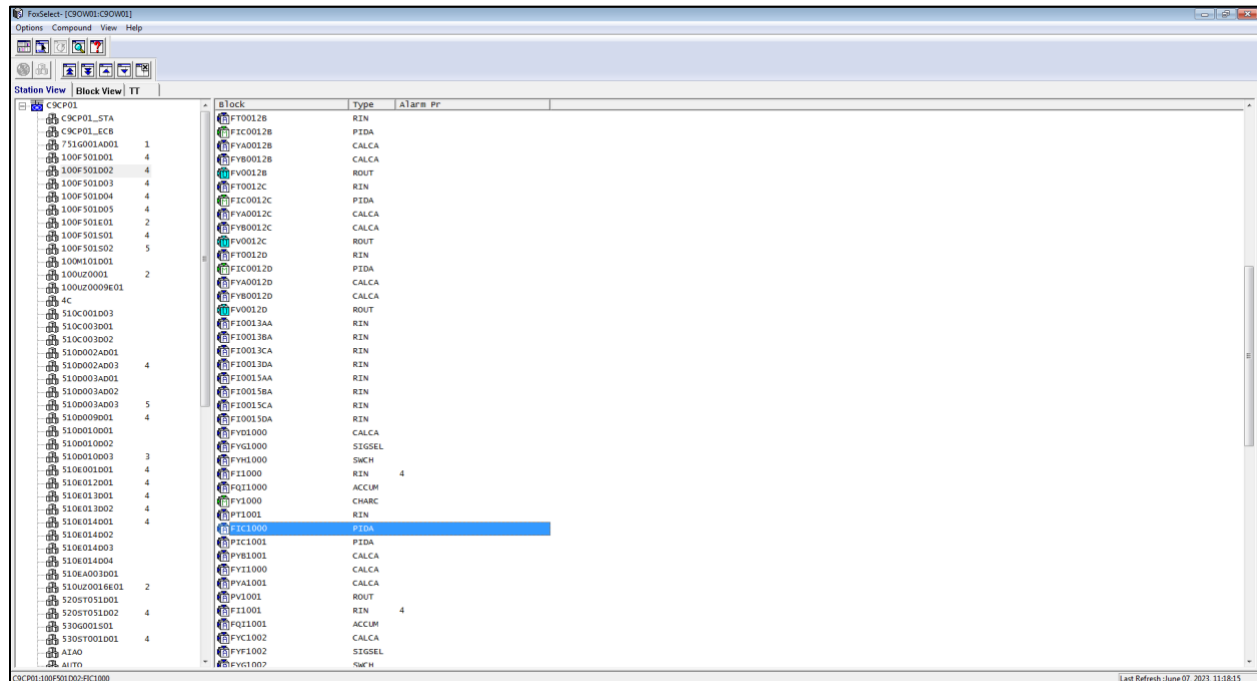 FoxSelect- [C9OW01:C9OW01]
Options Compound View Help
Station View Block View TT
C9CP01
C9CP01_STA
C9CP01_ECB
751G001AD01 1
100F501D01 4
100F501D02 4
100F501D03 4
100F501D04 4
100F501D05 4
100F501E01 2
100F501S01 4
100F501S02 5
100M101D01
100UZ0001 2
100UZ0009E01
4C
510C001D03
510C003D01
510C003D02
510D002AD01
510D002AD03 4
510D003AD01
510D003AD02
510D003AD03 5
510D009D01 4
510D010D01
510D010D02
510D010D03 3
510E001D01 4
510E012D01 4
510E013D01 4
510E013D02 4
510E014D01 4
510E014D02
510E014D03
510E014D04
510EA003D01
510UZ0016E01 2
520ST051D01
520ST051D02 4
530G001S01
530ST001D01 4
AIAO
AUTO
Block Type Alarm Pr
FT0012B RIN
FIC0012B PIDA
FYA0012B CALCA
FYB0012B CALCA
FV0012B ROUT
FT0012C RIN
FIC0012C PIDA
FYA0012C CALCA
FYB0012C CALCA
FV0012C ROUT
FT0012D RIN
FIC0012D PIDA
FYA0012D CALCA
FYB0012D CALCA
FV0012D ROUT
FI0013AA RIN
FI0013BA RIN
FI0013CA RIN
FI0013DA RIN
FI0015AA RIN
FI0015BA RIN
FI0015CA RIN
FI0015DA RIN
FYD1000 CALCA
FYG1000 SIGSEL
FYH1000 SWCH
FI1000 RIN 4
FQI1000 ACCUM
FY1000 CHARC
PT1001 RIN
FIC1000 PIDA
PIC1001 PIDA
PYB1001 CALCA
FYI1000 CALCA
PYA1001 CALCA
PV1001 ROUT
FI1001 RIN 4
FQI1001 ACCUM
FYC1002 CALCA
FYF1002 SIGSEL
FYG1002 SWCH
C9CP01:100F501D02:FIC1000
Last Refresh :June 07, 2023 11:18:15